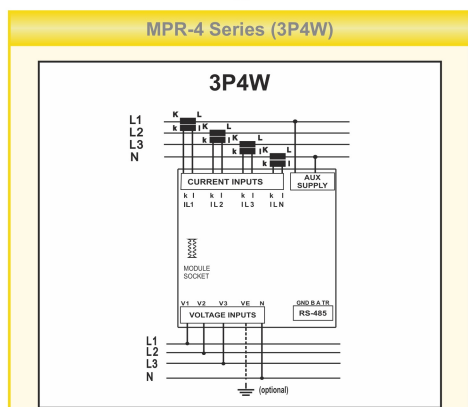 MPR-4 Series (3P4W)
3P4W
K L
L1
L2
L3
N
k l K L
k l K L
k l K L
k l
CURRENT INPUTS
AUX
SUPPLY
k l k l k l k l
IL1 IL2 IL3 ILN
MODULE
SOCKET
V1 V2 V3 VE N
VOLTAGE INPUTS
GND B A TR
RS-485
L1
L2
L3
N
(optional)